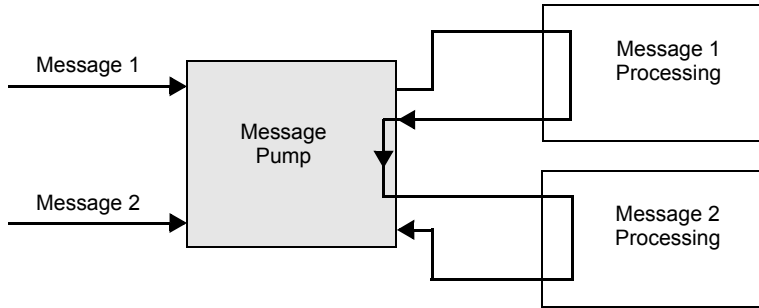 Message 1
Message 1
Processing
Message
Pump
Message 2
Message 2
Processing